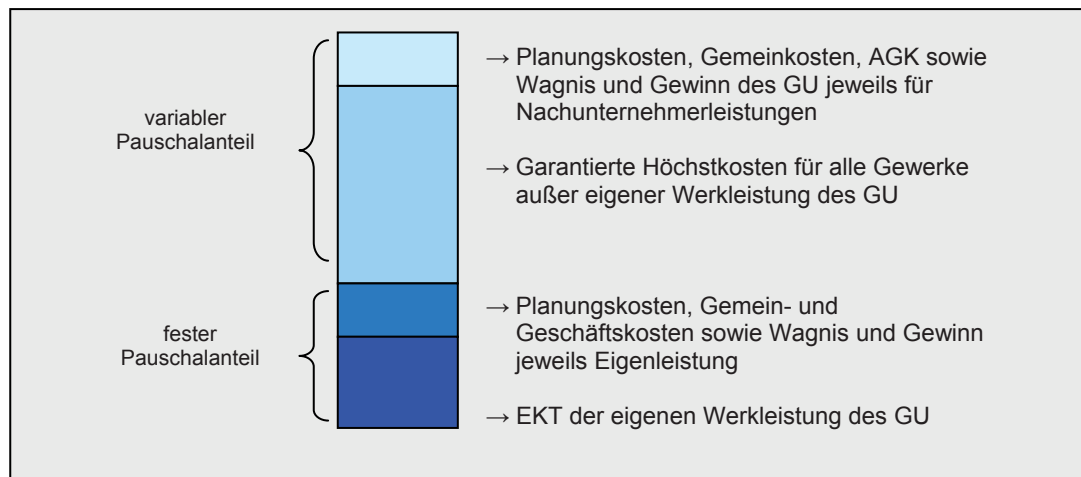 variabler
Pauschalanteil
→ Planungskosten, Gemeinkosten, AGK sowie
Wagnis und Gewinn des GU jeweils für
Nachunternehmerleistungen
→ Garantierte Höchstkosten für alle Gewerke
außer eigener Werkleistung des GU
fester
Pauschalanteil
→ Planungskosten, Gemein- und
Geschäftskosten sowie Wagnis und Gewinn
jeweils Eigenleistung
→ EKT der eigenen Werkleistung des GU